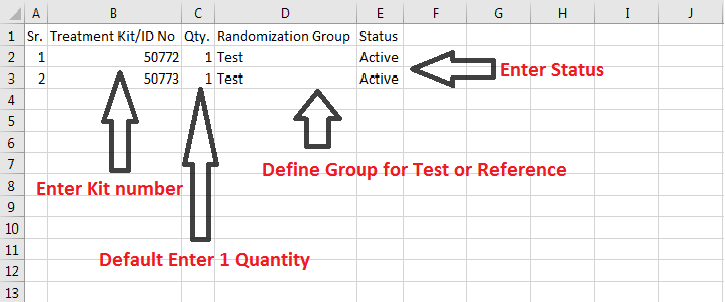 A B C D E F G H I J
1 Sr. Treatment Kit/ID No Qty. Randomization Group Status
2 1 50772 1 Test Active
3 2 50773 1 Test Active
Enter Status
4
5
6
7 Define Group for Test or Reference
8 Enter Kit number
9
10
11
Default Enter 1 Quantity
12
13